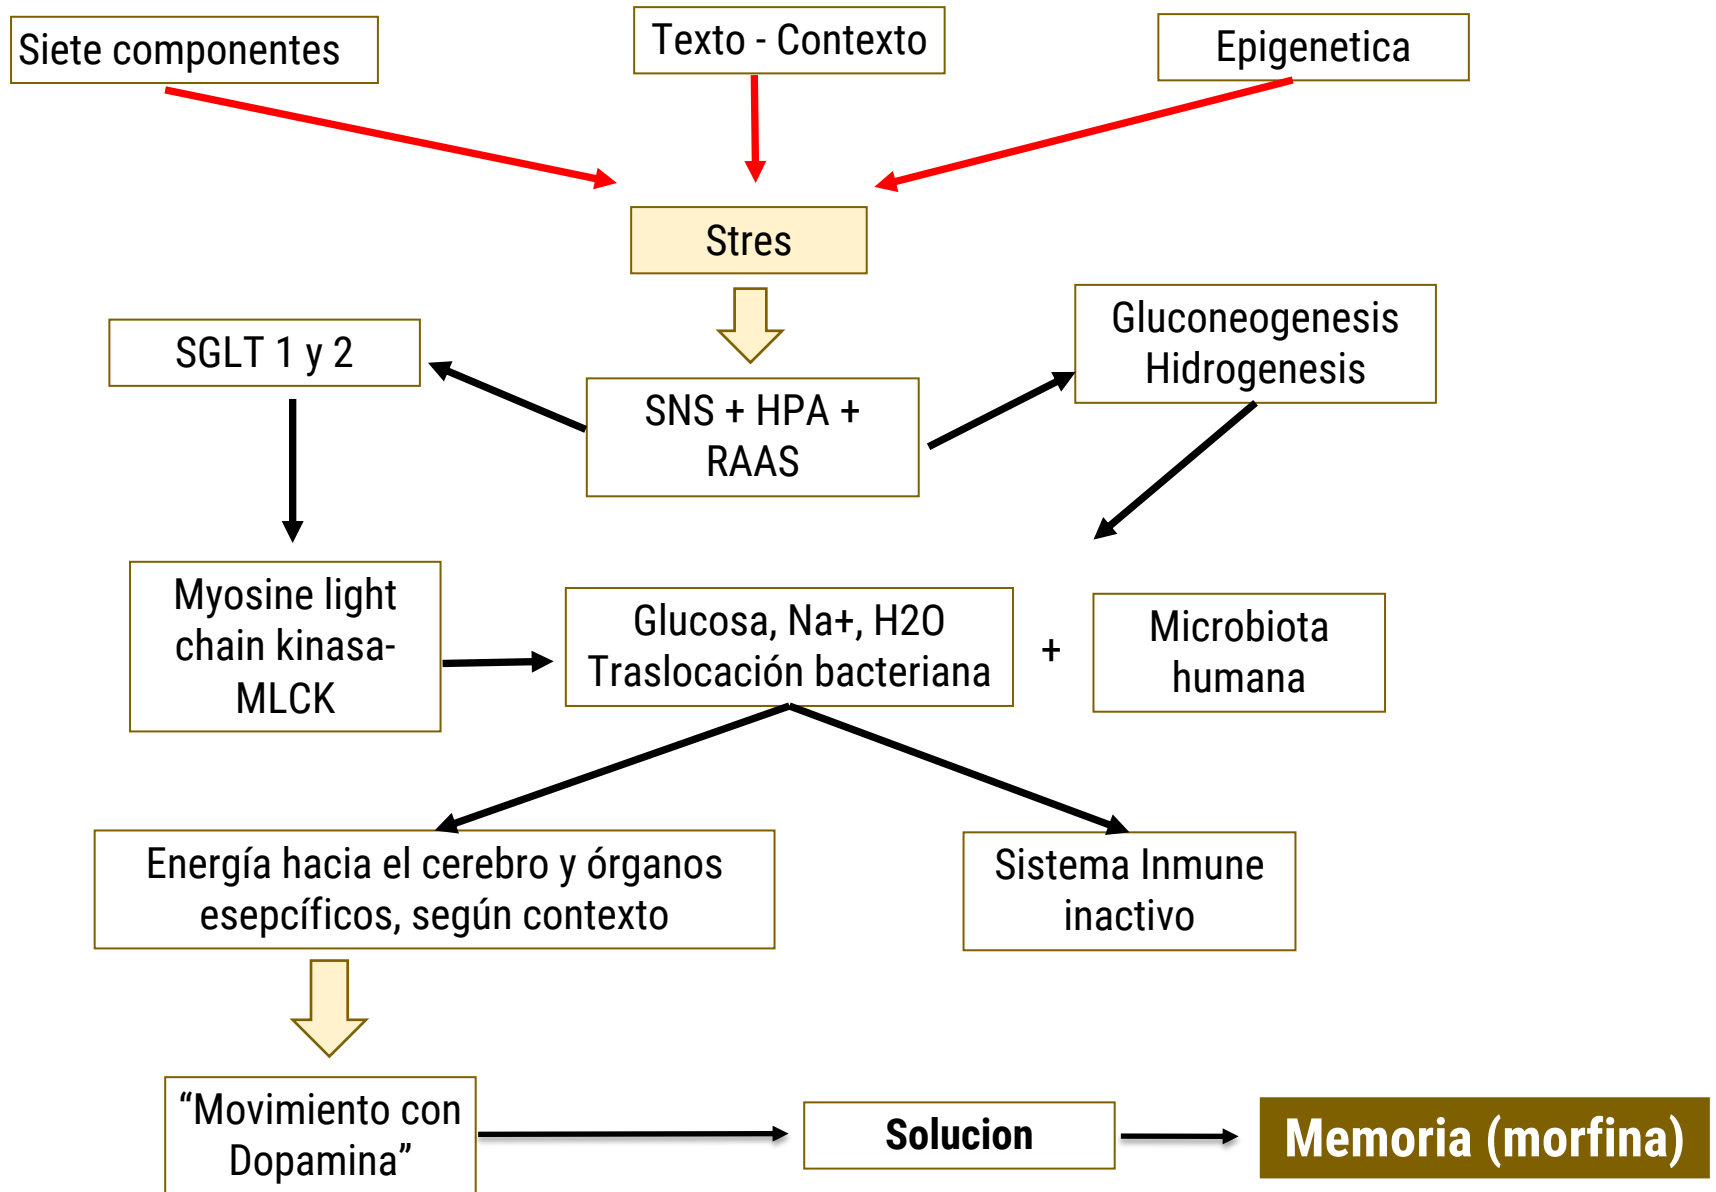 Siete componentes
Texto - Contexto
Epigenetica
Stres
SGLT 1 y 2
Gluconeogenesis
Hidrogenesis
SNS + HPA +
RAAS
Myosine light
chain kinasa-
MLCK
Glucosa, Na+, H2O
Traslocación bacteriana
+
Microbiota
humana
Energía hacia el cerebro y órganos
esepcíficos, según contexto
Sistema Inmune
inactivo
“Movimiento con
Dopamina”
Solucion
Memoria (morfina)